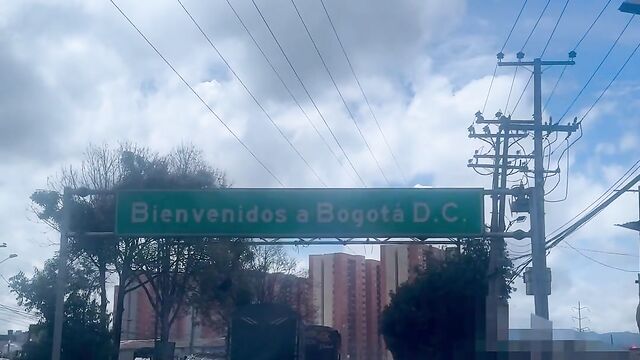 Bienvenidos a Bogotá D.C.